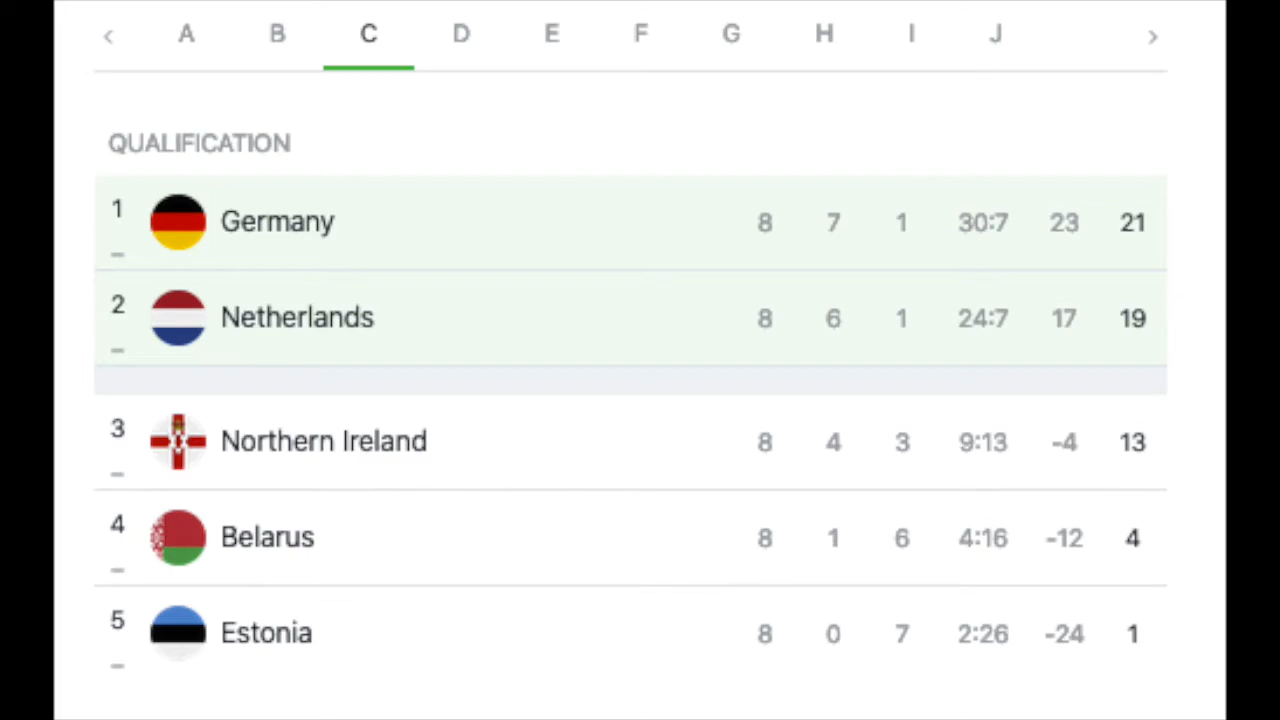 ‹ A B C D E F G H I J ›
QUALIFICATION
1 Germany 8 7 1 30:7 23 21
–
2 Netherlands 8 6 1 24:7 17 19
–
3 Northern Ireland 8 4 3 9:13 -4 13
–
4 Belarus 8 1 6 4:16 -12 4
–
5 Estonia 8 0 7 2:26 -24 1
–